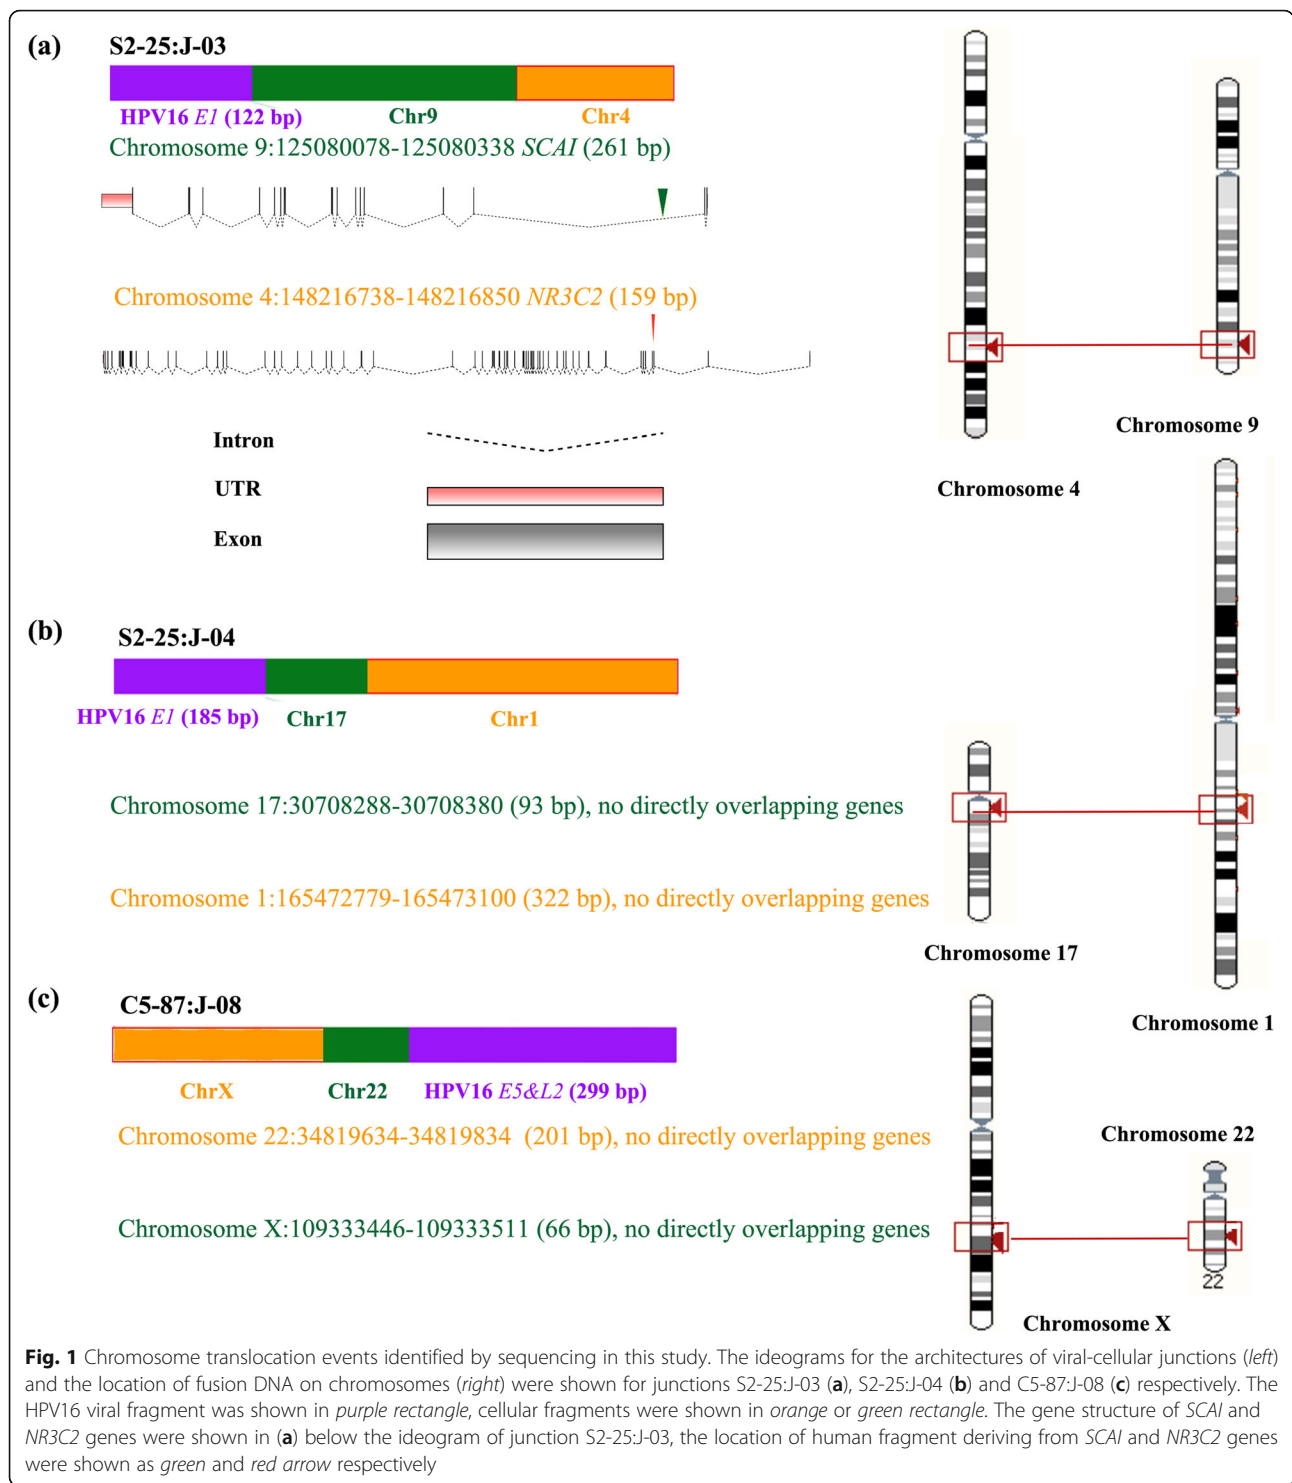 (a)
S2-25:J-03
HPV16 E1 (122 bp)
Chr9
Chr4
Chromosome 9:125080078-125080338 SCAI (261 bp)
Chromosome 4:148216738-148216850 NR3C2 (159 bp)
Intron
UTR
Exon
Chromosome 4
Chromosome 9
(b)
S2-25:J-04
HPV16 E1 (185 bp)
Chr17
Chr1
Chromosome 17:30708288-30708380 (93 bp), no directly overlapping genes
Chromosome 1:165472779-165473100 (322 bp), no directly overlapping genes
Chromosome 17
Chromosome 1
(c)
C5-87:J-08
ChrX
Chr22
HPV16 E5&L2 (299 bp)
Chromosome 22:34819634-34819834 (201 bp), no directly overlapping genes
Chromosome X:109333446-109333511 (66 bp), no directly overlapping genes
Chromosome 22
22
Chromosome X
Fig. 1 Chromosome translocation events identified by sequencing in this study. The ideograms for the architectures of viral-cellular junctions (left)
and the location of fusion DNA on chromosomes (right) were shown for junctions S2-25:J-03 (a), S2-25:J-04 (b) and C5-87:J-08 (c) respectively. The
HPV16 viral fragment was shown in purple rectangle, cellular fragments were shown in orange or green rectangle. The gene structure of SCAI and
NR3C2 genes were shown in (a) below the ideogram of junction S2-25:J-03, the location of human fragment deriving from SCAI and NR3C2 genes
were shown as green and red arrow respectively